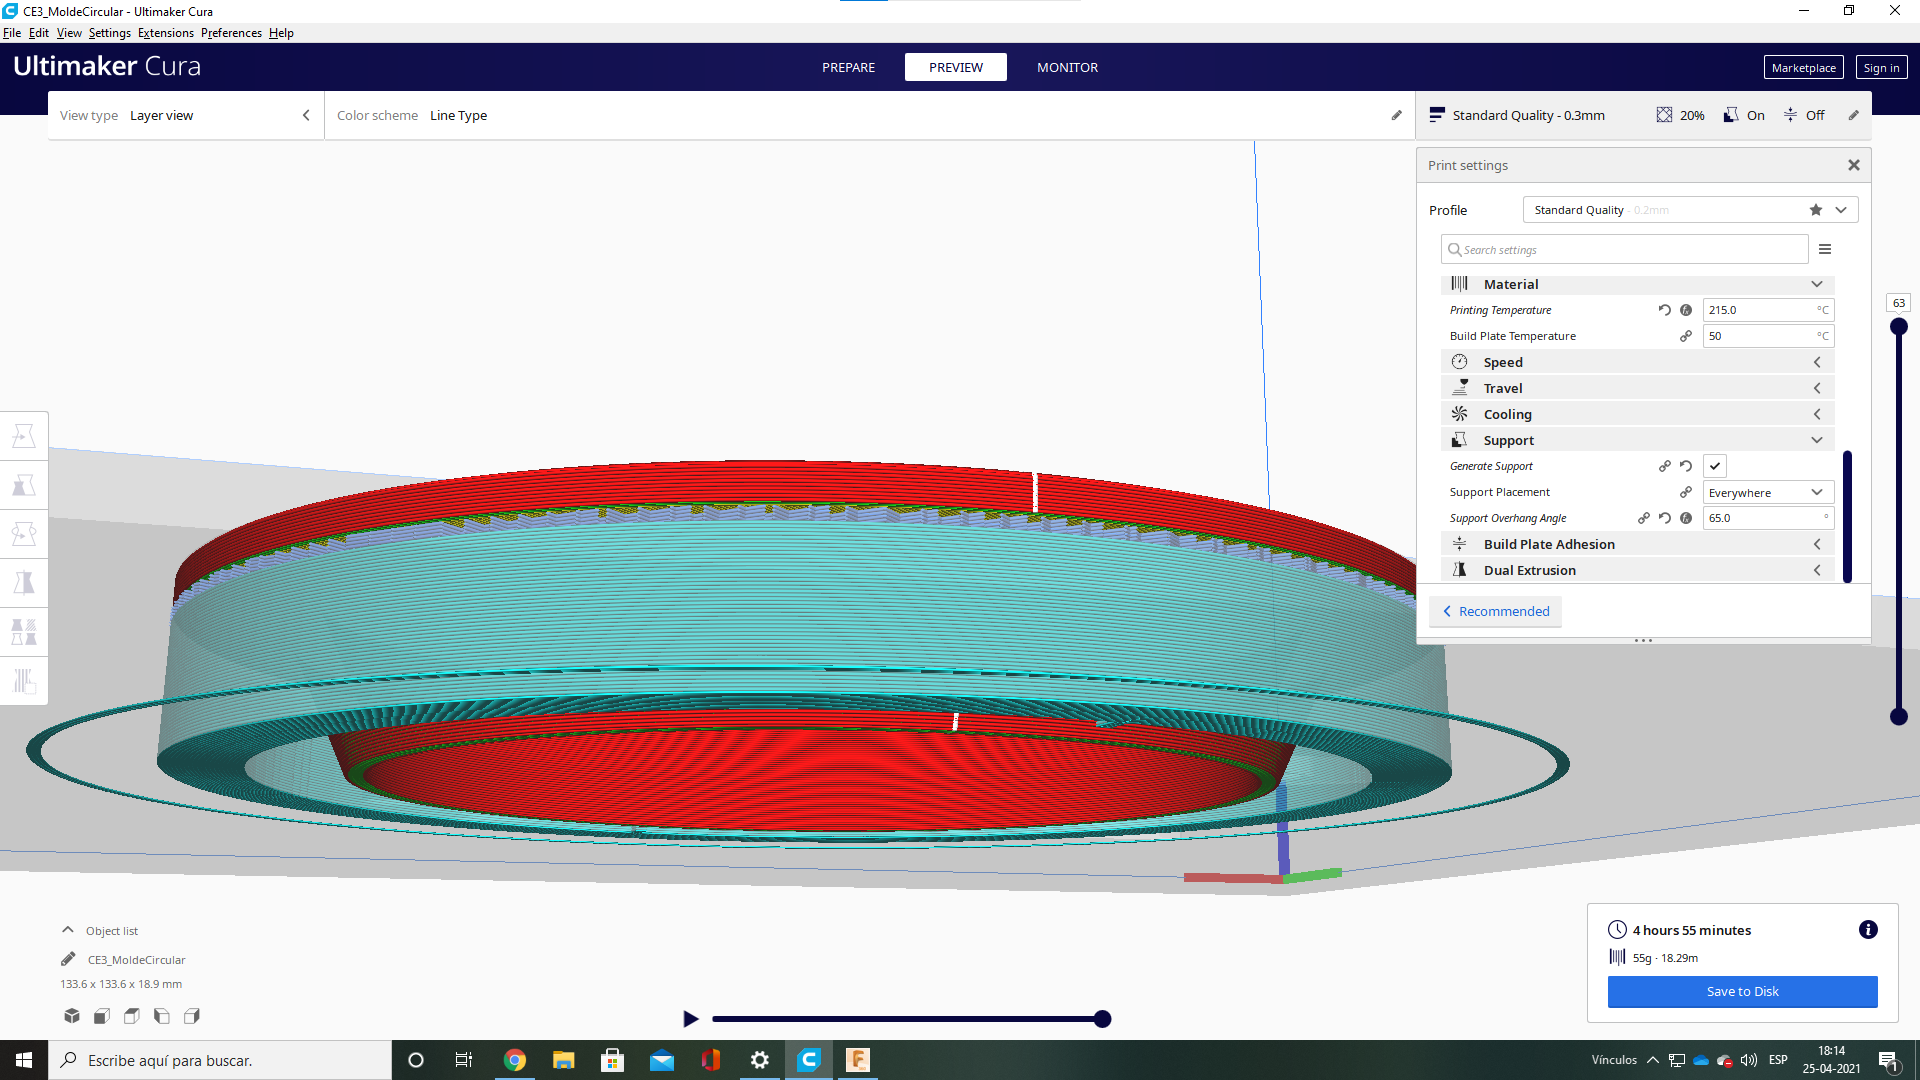 CE3_MoldeCircular - Ultimaker Cura
File Edit View Settings Extensions Preferences Help
Ultimaker Cura
PREPARE PREVIEW MONITOR
Marketplace Sign in
View type Layer view
Color scheme Line Type
Standard Quality - 0.3mm 20% On Off
Print settings
Profile Standard Quality - 0.2mm
Search settings
Material
Printing Temperature 215.0 °C
Build Plate Temperature 50 °C
Speed
Travel
Cooling
Support
Generate Support
Support Placement Everywhere
Support Overhang Angle 65.0 °
Build Plate Adhesion
Dual Extrusion
Recommended
63
Object list
CE3_MoldeCircular
133.6 x 133.6 x 18.9 mm
4 hours 55 minutes
55g · 18.29m
Save to Disk
Escribe aquí para buscar.
Vínculos ESP
18:14
25-04-2021
1